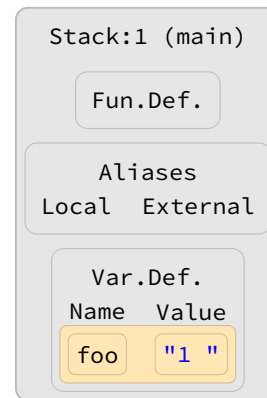 Stack:1 (main)
Fun.Def.
Aliases
Local External
Var.Def.
Name Value
foo "1 "